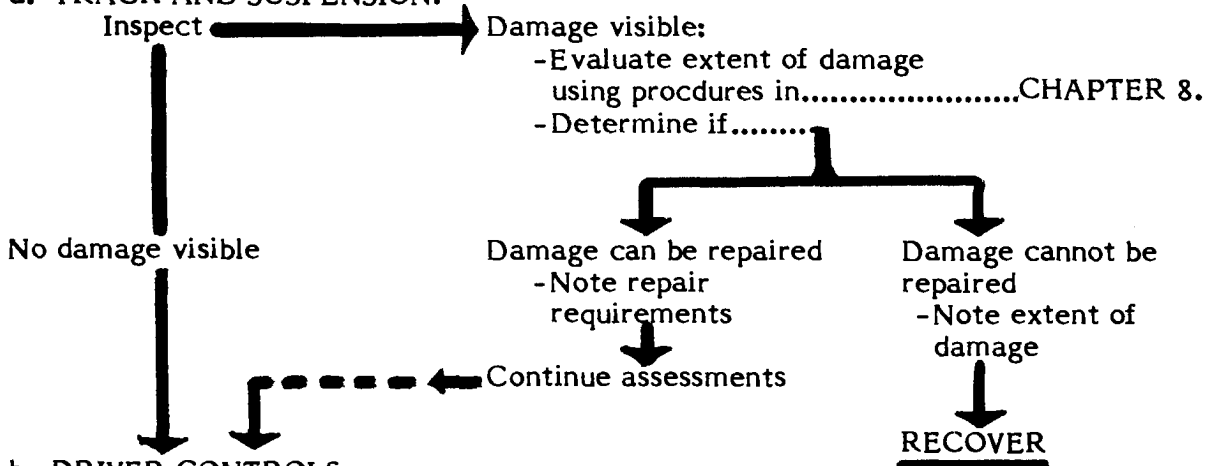 a. TRACK AND SUSPENSION:
Inspect
Damage visible:
-Evaluate extent of damage
using procdures in........................CHAPTER 8.
-Determine if.........
No damage visible
Damage can be repaired
-Note repair
requirements
Damage cannot be
repaired
-Note extent of
damage
Continue assessments
RECOVER
b. DRIVER CONTROLS